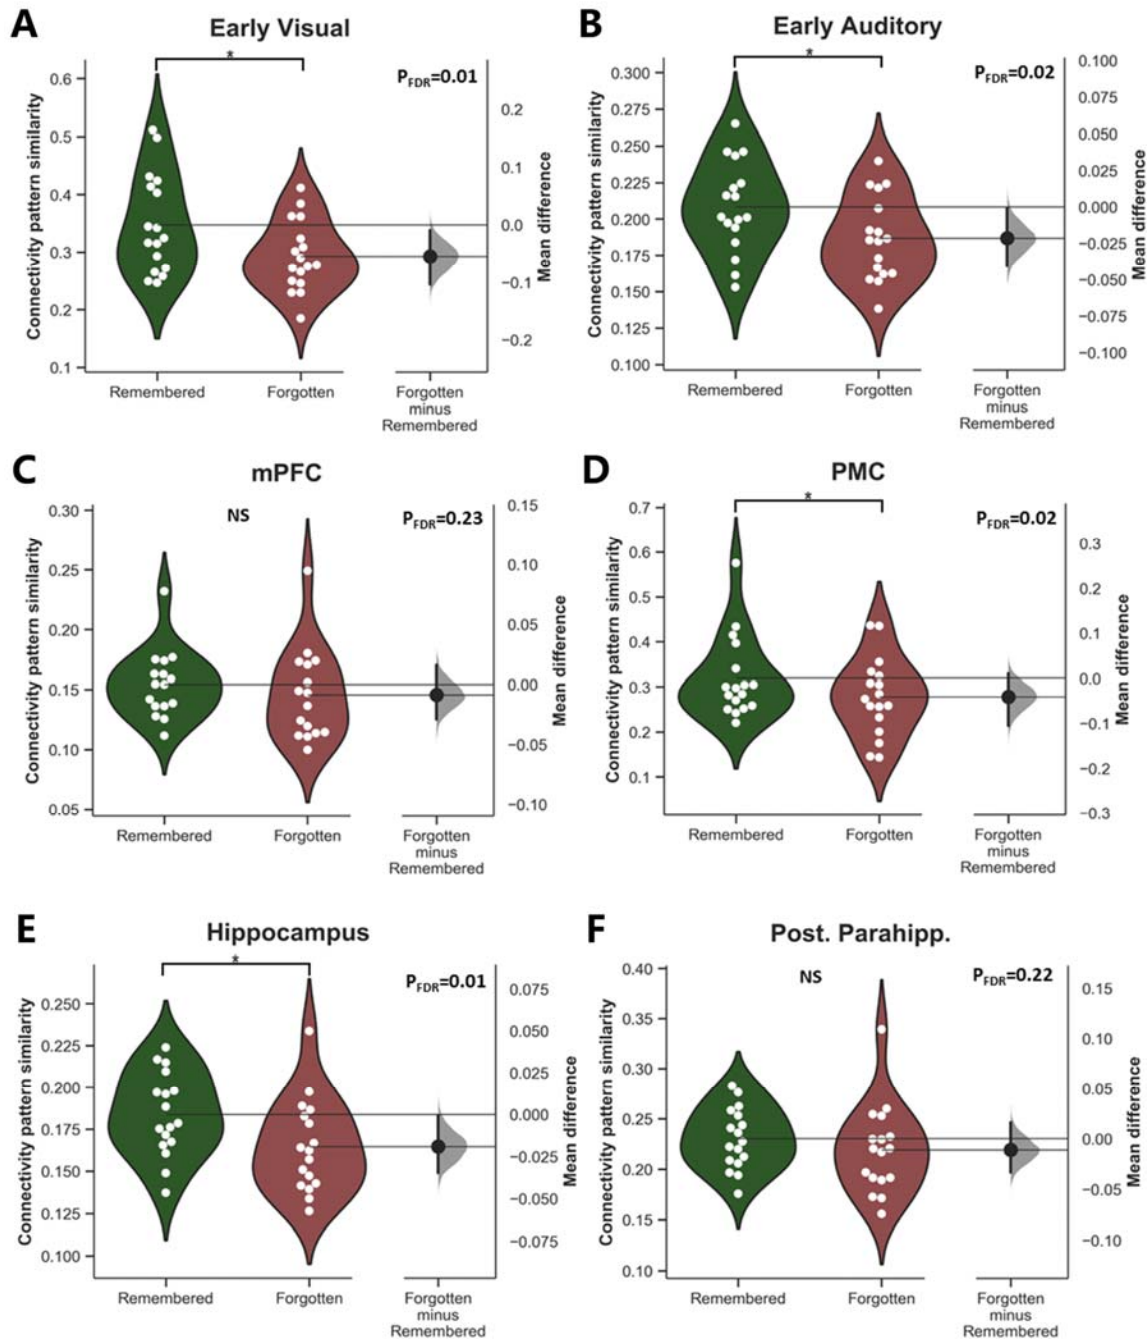 A
Early Visual
*
P_FDR=0.01
Connectivity pattern similarity
0.6
0.5
0.4
0.3
0.2
0.1
0.2
0.1
0.0
−0.1
−0.2
Mean difference
Remembered
Forgotten
Forgotten
minus
Remembered
B
Early Auditory
*
P_FDR=0.02
Connectivity pattern similarity
0.300
0.275
0.250
0.225
0.200
0.175
0.150
0.125
0.100
0.100
0.075
0.050
0.025
0.000
−0.025
−0.050
−0.075
−0.100
Mean difference
Remembered
Forgotten
Forgotten
minus
Remembered
C
mPFC
NS
P_FDR=0.23
Connectivity pattern similarity
0.30
0.25
0.20
0.15
0.10
0.05
0.15
0.10
0.05
0.00
−0.05
−0.10
Mean difference
Remembered
Forgotten
Forgotten
minus
Remembered
D
PMC
*
P_FDR=0.02
Connectivity pattern similarity
0.7
0.6
0.5
0.4
0.3
0.2
0.1
0.3
0.2
0.1
0.0
−0.1
−0.2
−0.3
Mean difference
Remembered
Forgotten
Forgotten
minus
Remembered
E
Hippocampus
*
P_FDR=0.01
Connectivity pattern similarity
0.250
0.225
0.200
0.175
0.150
0.125
0.100
0.075
0.050
0.025
0.000
−0.025
−0.050
−0.075
Mean difference
Remembered
Forgotten
Forgotten
minus
Remembered
F
Post. Parahipp.
NS
P_FDR=0.22
Connectivity pattern similarity
0.40
0.35
0.30
0.25
0.20
0.15
0.10
0.15
0.10
0.05
0.00
−0.05
−0.10
Mean difference
Remembered
Forgotten
Forgotten
minus
Remembered